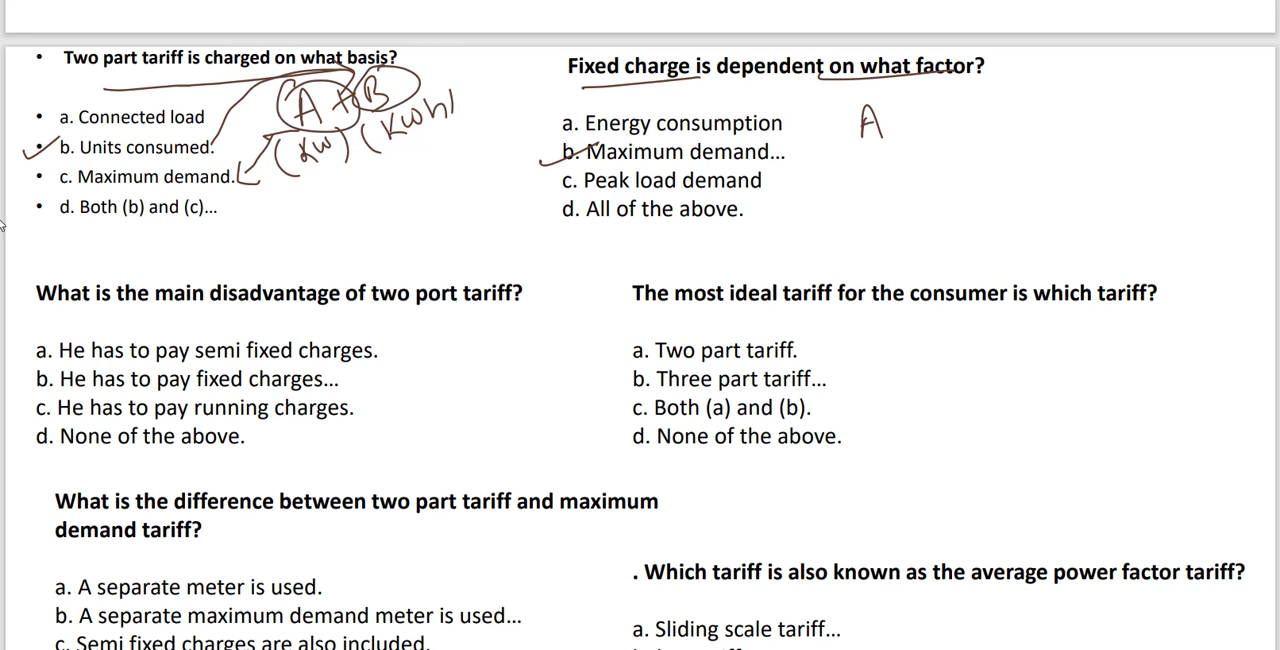 • Two part tariff is charged on what basis?
A + B
(KW) (KWh)
• a. Connected load
• b. Units consumed.
• c. Maximum demand.
• d. Both (b) and (c)...
Fixed charge is dependent on what factor?
A
a. Energy consumption
b. Maximum demand...
c. Peak load demand
d. All of the above.
What is the main disadvantage of two port tariff?
a. He has to pay semi fixed charges.
b. He has to pay fixed charges...
c. He has to pay running charges.
d. None of the above.
The most ideal tariff for the consumer is which tariff?
a. Two part tariff.
b. Three part tariff...
c. Both (a) and (b).
d. None of the above.
What is the difference between two part tariff and maximum
demand tariff?
a. A separate meter is used.
b. A separate maximum demand meter is used...
c. Semi fixed charges are also included.
. Which tariff is also known as the average power factor tariff?
a. Sliding scale tariff...